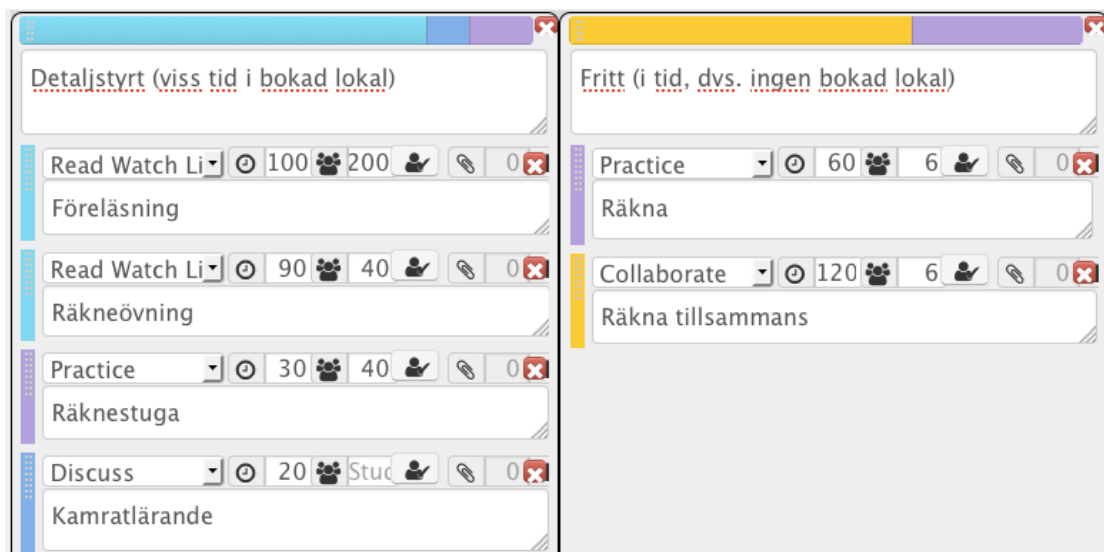 Detaljstyrt (viss tid i bokad lokal)
Read Watch Li 100 200 0
Föreläsning
Read Watch Li 90 40 0
Räkneövning
Practice 30 40 0
Räknestuga
Discuss 20 Stud 0
Kamratlärande
Fritt (i tid, dvs. ingen bokad lokal)
Practice 60 6 0
Räkna
Collaborate 120 6 0
Räkna tillsammans